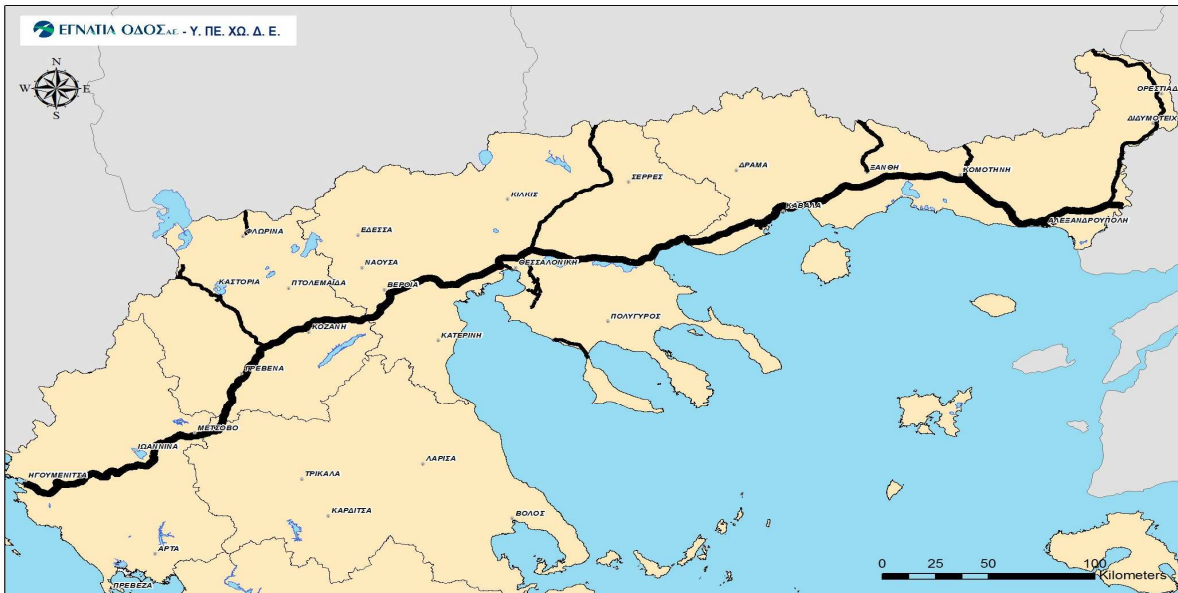 ΕΓΝΑΤΙΑ ΟΔΟΣ Α.Ε. - Υ. ΠΕ. ΧΩ. Δ. Ε.
N
W E
S
ΟΡΕΣΤΙΑΔ
ΔΙΔΥΜΟΤΕΙΧ
ΔΡΑΜΑ
ΞΑΝΘΗ
ΚΟΜΟΤΗΝΗ
ΣΕΡΡΕΣ
ΚΙΛΚΙΣ
ΚΑΒΑΛΑ
ΑΛΕΞΑΝΔΡΟΥΠΟΛΗ
ΦΛΩΡΙΝΑ
ΕΔΕΣΣΑ
ΝΑΟΥΣΑ
ΘΕΣΣΑΛΟΝΙΚΗ
ΚΑΣΤΟΡΙΑ
ΠΤΟΛΕΜΑΪΔΑ
ΒΕΡΟΙΑ
ΠΟΛΥΓΥΡΟΣ
ΚΟΖΑΝΗ
ΚΑΤΕΡΙΝΗ
ΓΡΕΒΕΝΑ
ΜΕΤΣΟΒΟ
ΙΩΑΝΝΙΝΑ
ΗΓΟΥΜΕΝΙΤΣΑ
ΛΑΡΙΣΑ
ΤΡΙΚΑΛΑ
ΚΑΡΔΙΤΣΑ
ΒΟΛΟΣ
ΑΡΤΑ
ΠΡΕΒΕΖΑ
0 25 50 100
Kilometers